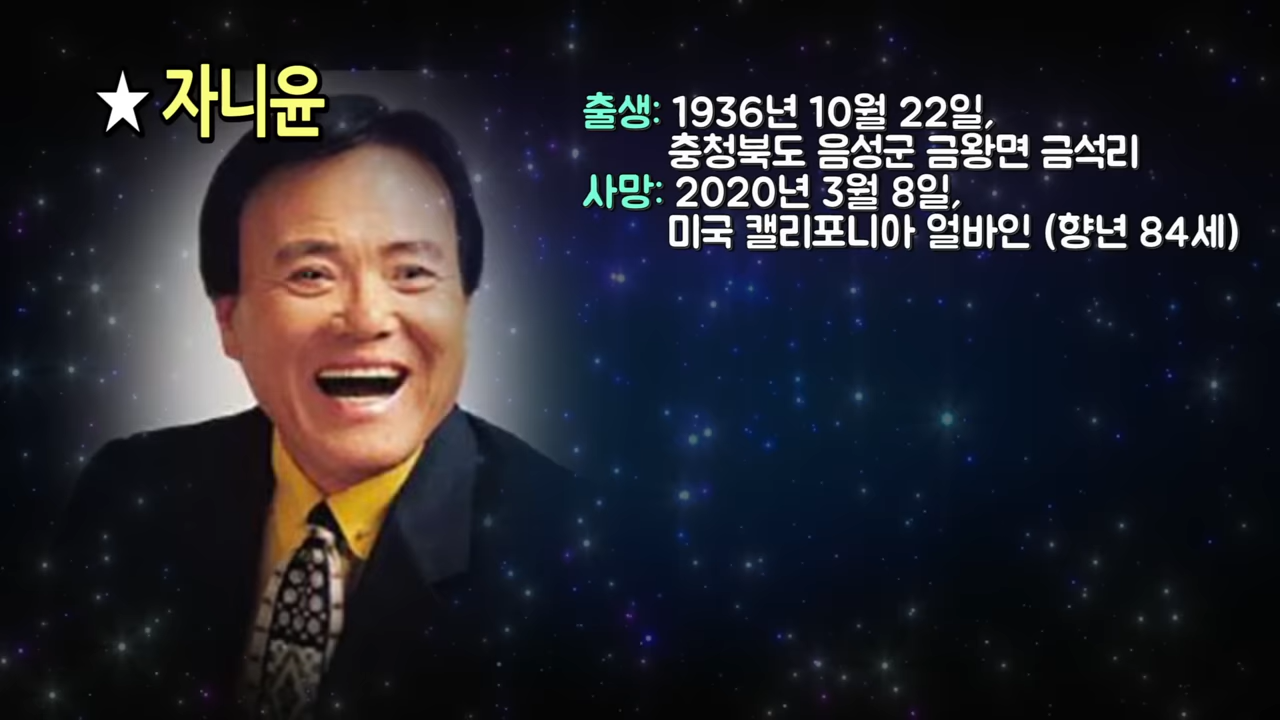 ★ 자니윤
출생: 1936년 10월 22일,
충청북도 음성군 금왕면 금석리
사망: 2020년 3월 8일,
미국 캘리포니아 얼바인 (향년 84세)